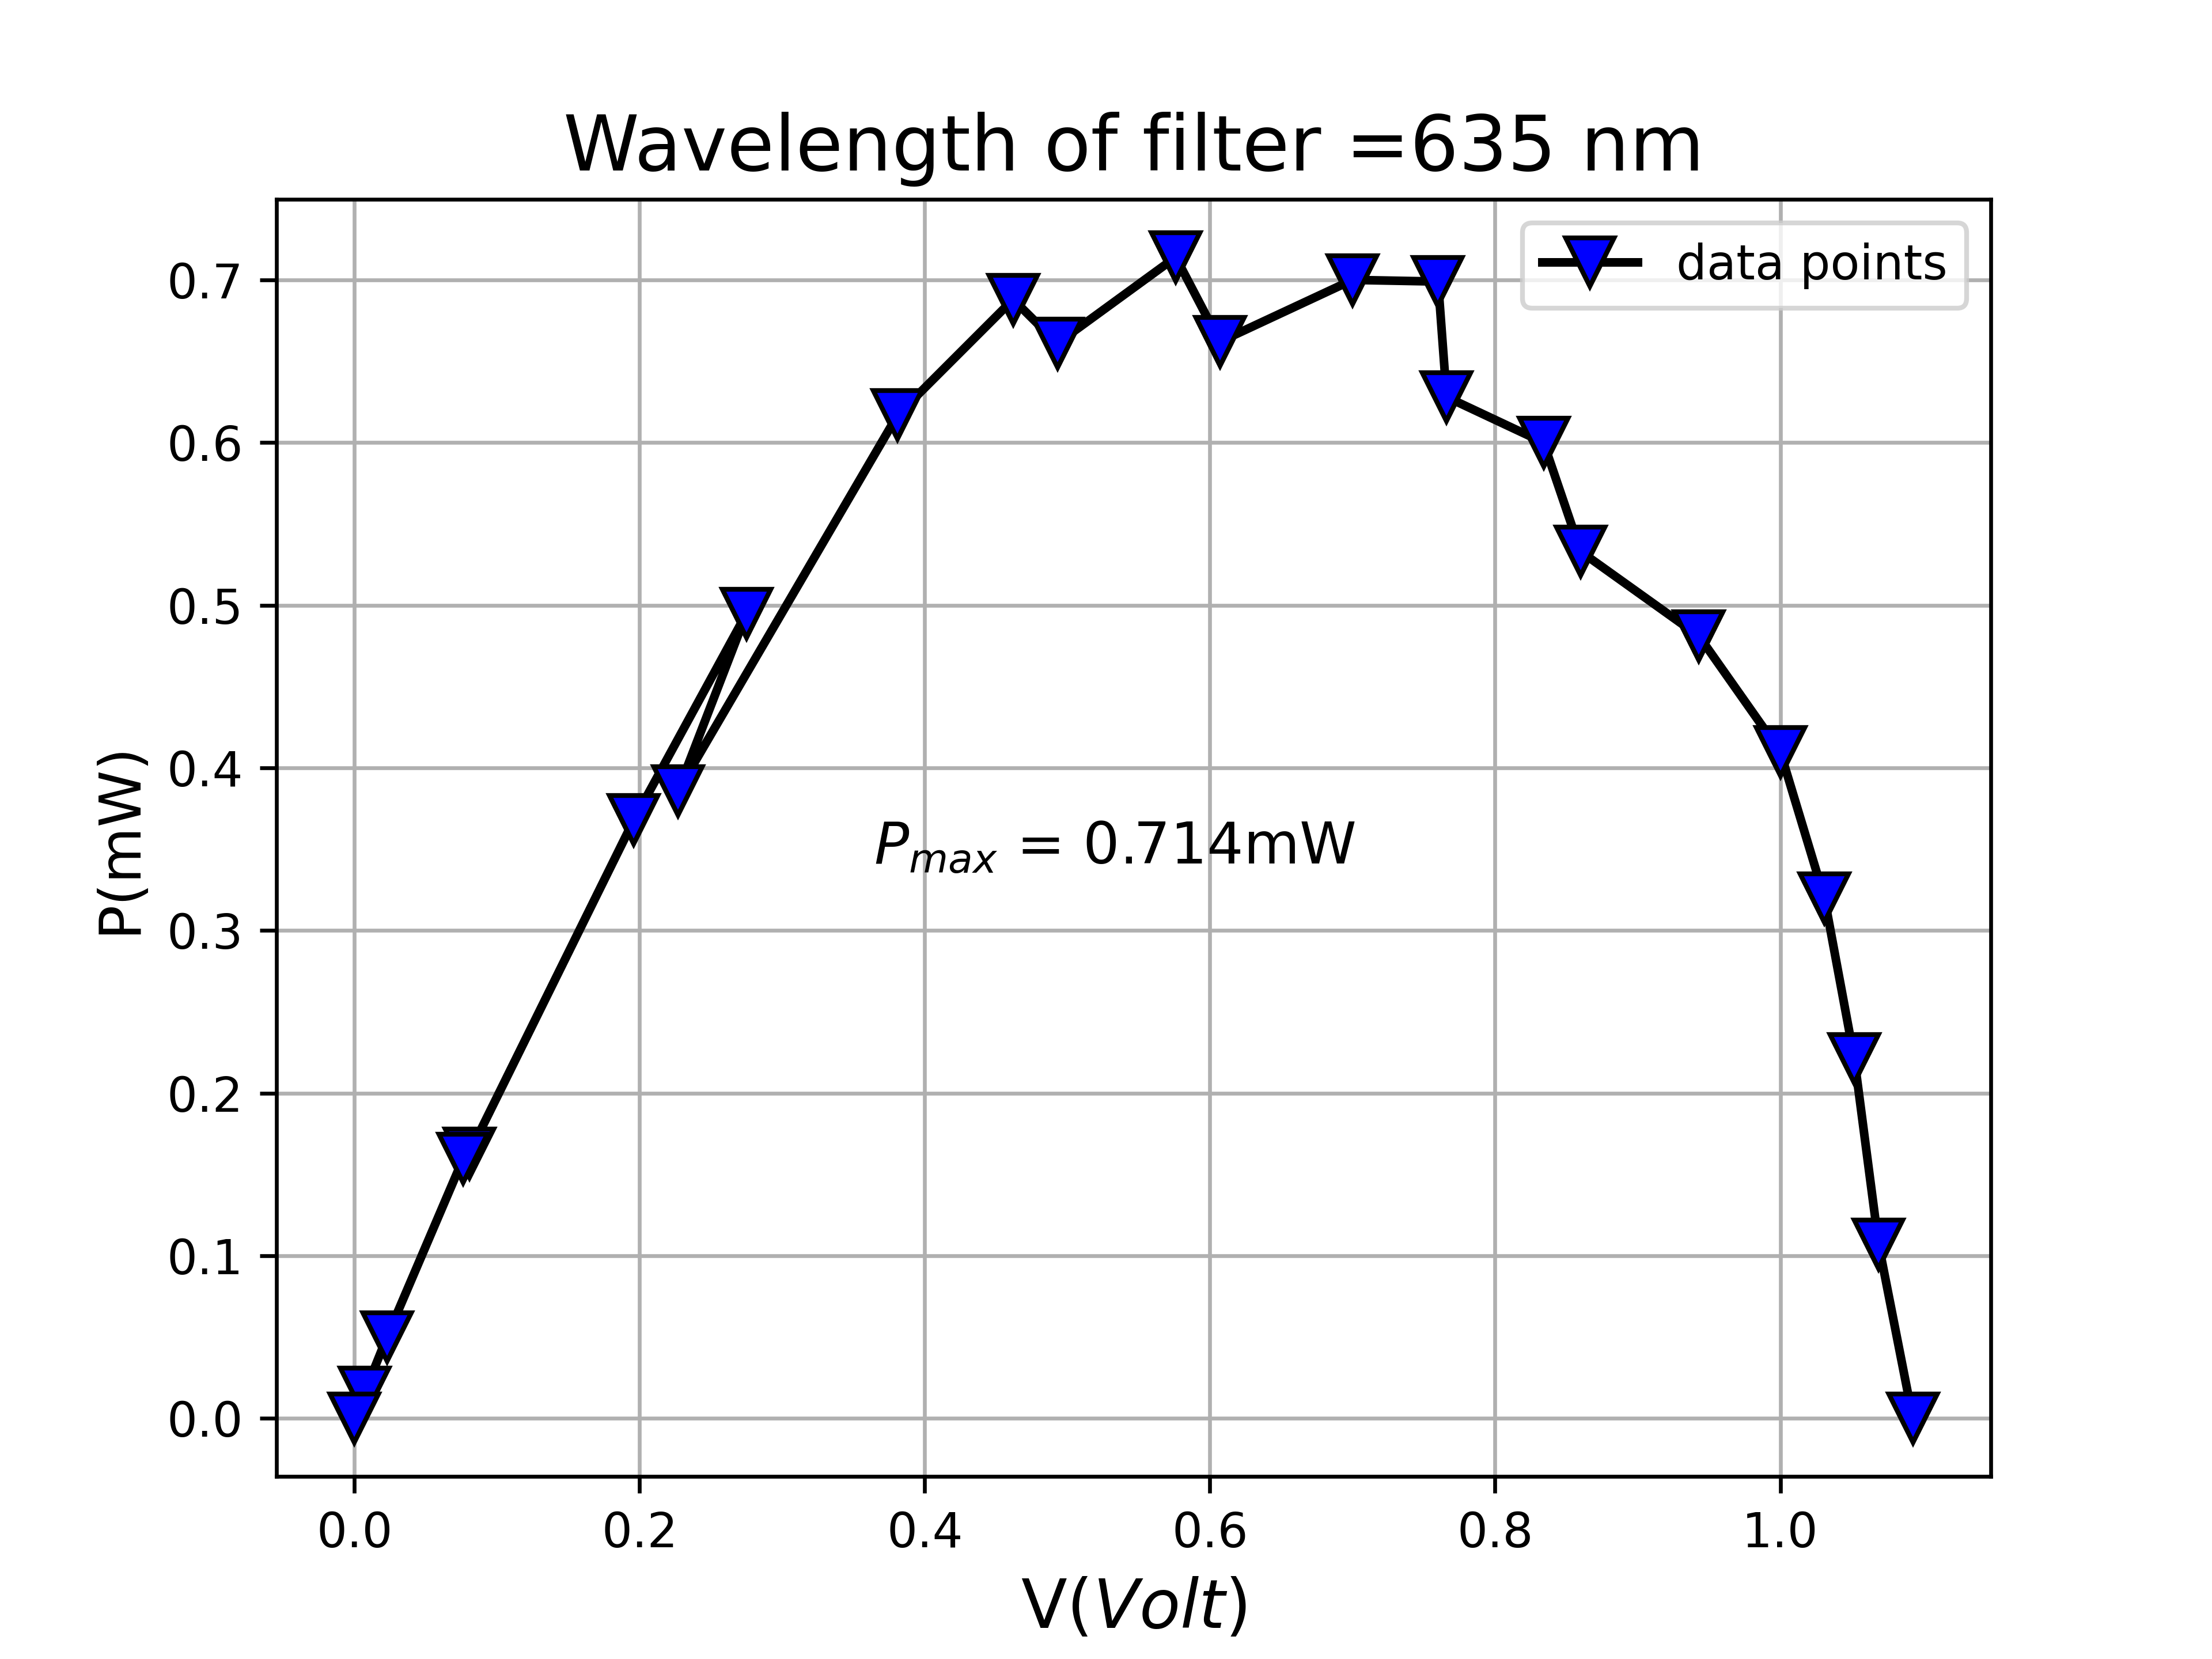 Wavelength of filter =635 nm
data points
0.7
0.6
0.5
0.4
0.3
0.2
0.1
0.0
P(mW)
P_max = 0.714mW
0.0 0.2 0.4 0.6 0.8 1.0
V(Volt)